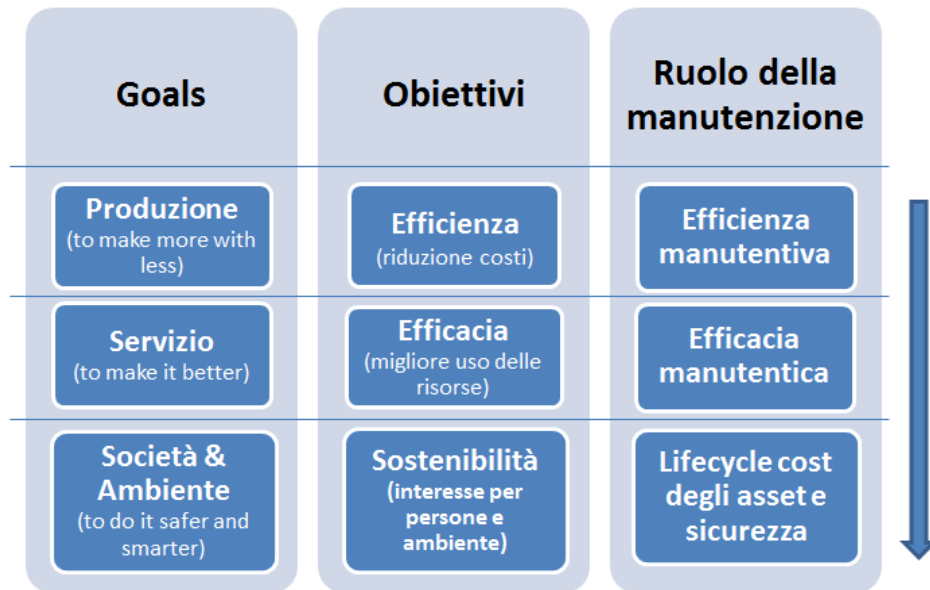 Goals
Obiettivi
Ruolo della
manutenzione
Produzione
(to make more with
less)
Efficienza
(riduzione costi)
Efficienza
manutentiva
Servizio
(to make it better)
Efficacia
(migliore uso delle
risorse)
Efficacia
manutentica
Società &
Ambiente
(to do it safer and
smarter)
Sostenibilità
(interesse per
persone e
ambiente)
Lifecycle cost
degli asset e
sicurezza